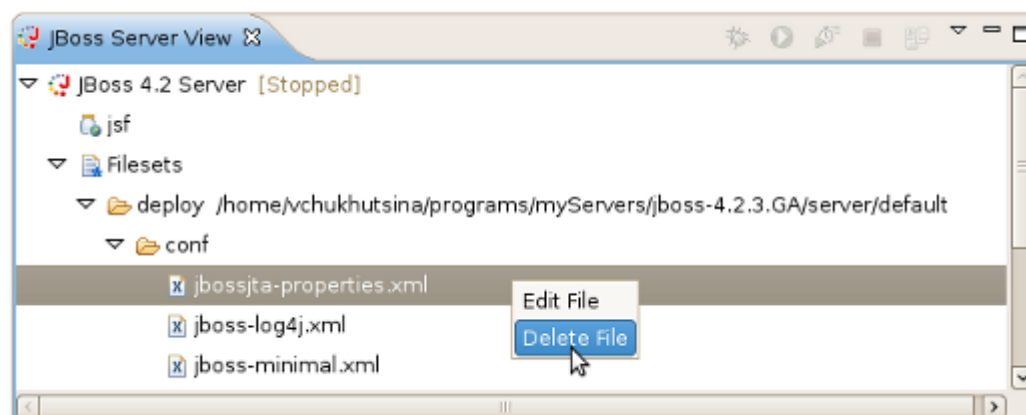 JBoss Server View
JBoss 4.2 Server [Stopped]
jsf
Filesets
deploy /home/vchukhutsina/programs/myServers/jboss-4.2.3.GA/server/default
conf
jbossjta-properties.xml
Edit File
jboss-log4j.xml
Delete File
jboss-minimal.xml